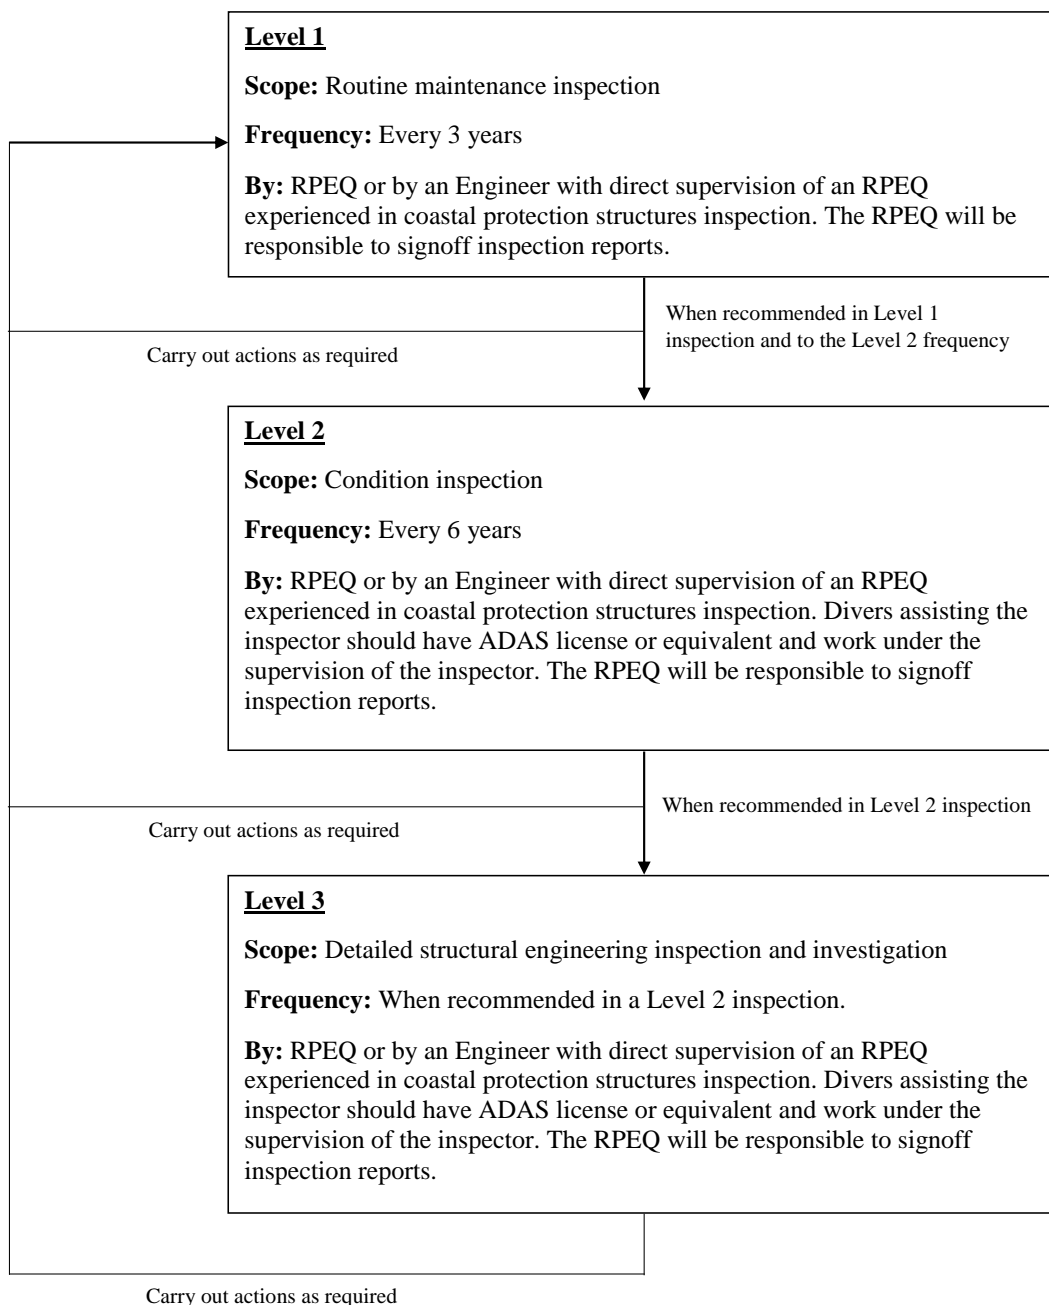 Level 1
Scope: Routine maintenance inspection
Frequency: Every 3 years
By: RPEQ or by an Engineer with direct supervision of an RPEQ
experienced in coastal protection structures inspection. The RPEQ will be
responsible to signoff inspection reports.
When recommended in Level 1
inspection and to the Level 2 frequency
Carry out actions as required
Level 2
Scope: Condition inspection
Frequency: Every 6 years
By: RPEQ or by an Engineer with direct supervision of an RPEQ
experienced in coastal protection structures inspection. Divers assisting the
inspector should have ADAS license or equivalent and work under the
supervision of the inspector. The RPEQ will be responsible to signoff
inspection reports.
When recommended in Level 2 inspection
Carry out actions as required
Level 3
Scope: Detailed structural engineering inspection and investigation
Frequency: When recommended in a Level 2 inspection.
By: RPEQ or by an Engineer with direct supervision of an RPEQ
experienced in coastal protection structures inspection. Divers assisting the
inspector should have ADAS license or equivalent and work under the
supervision of the inspector. The RPEQ will be responsible to signoff
inspection reports.
Carry out actions as required